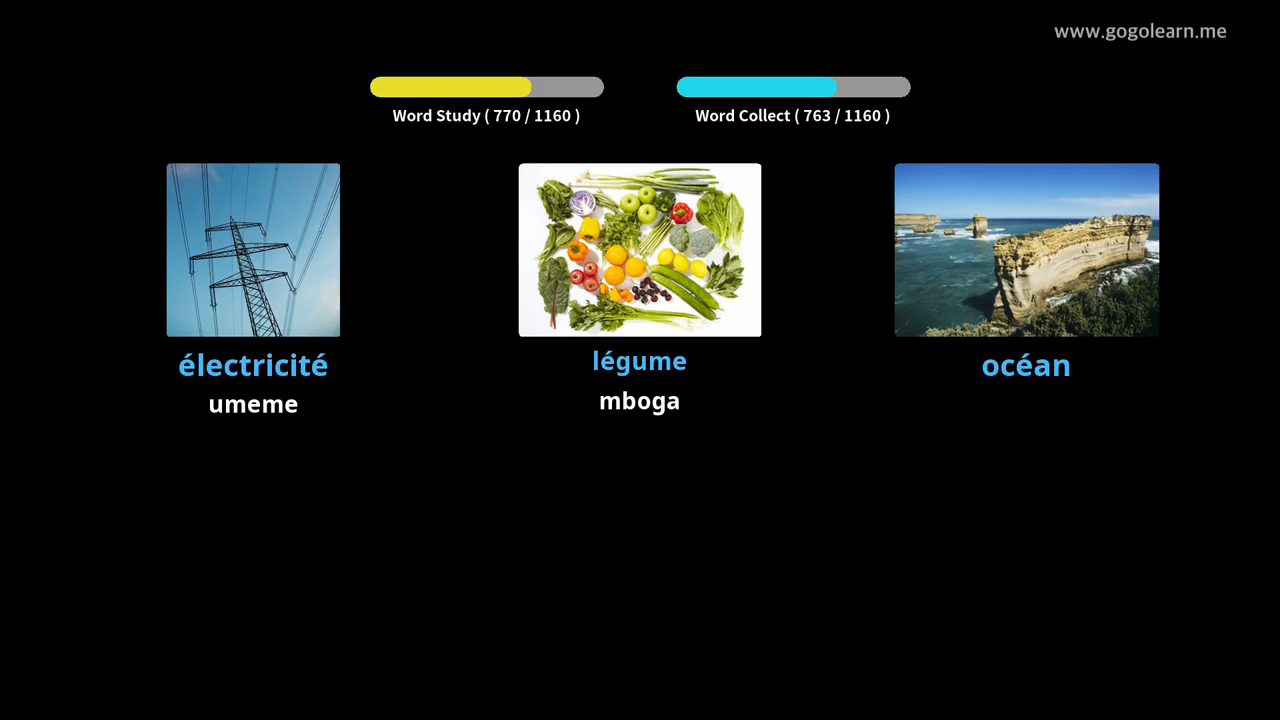 www.gogolearn.me
Word Study ( 770 / 1160 )
Word Collect ( 763 / 1160 )
électricité
umeme
légume
mboga
océan